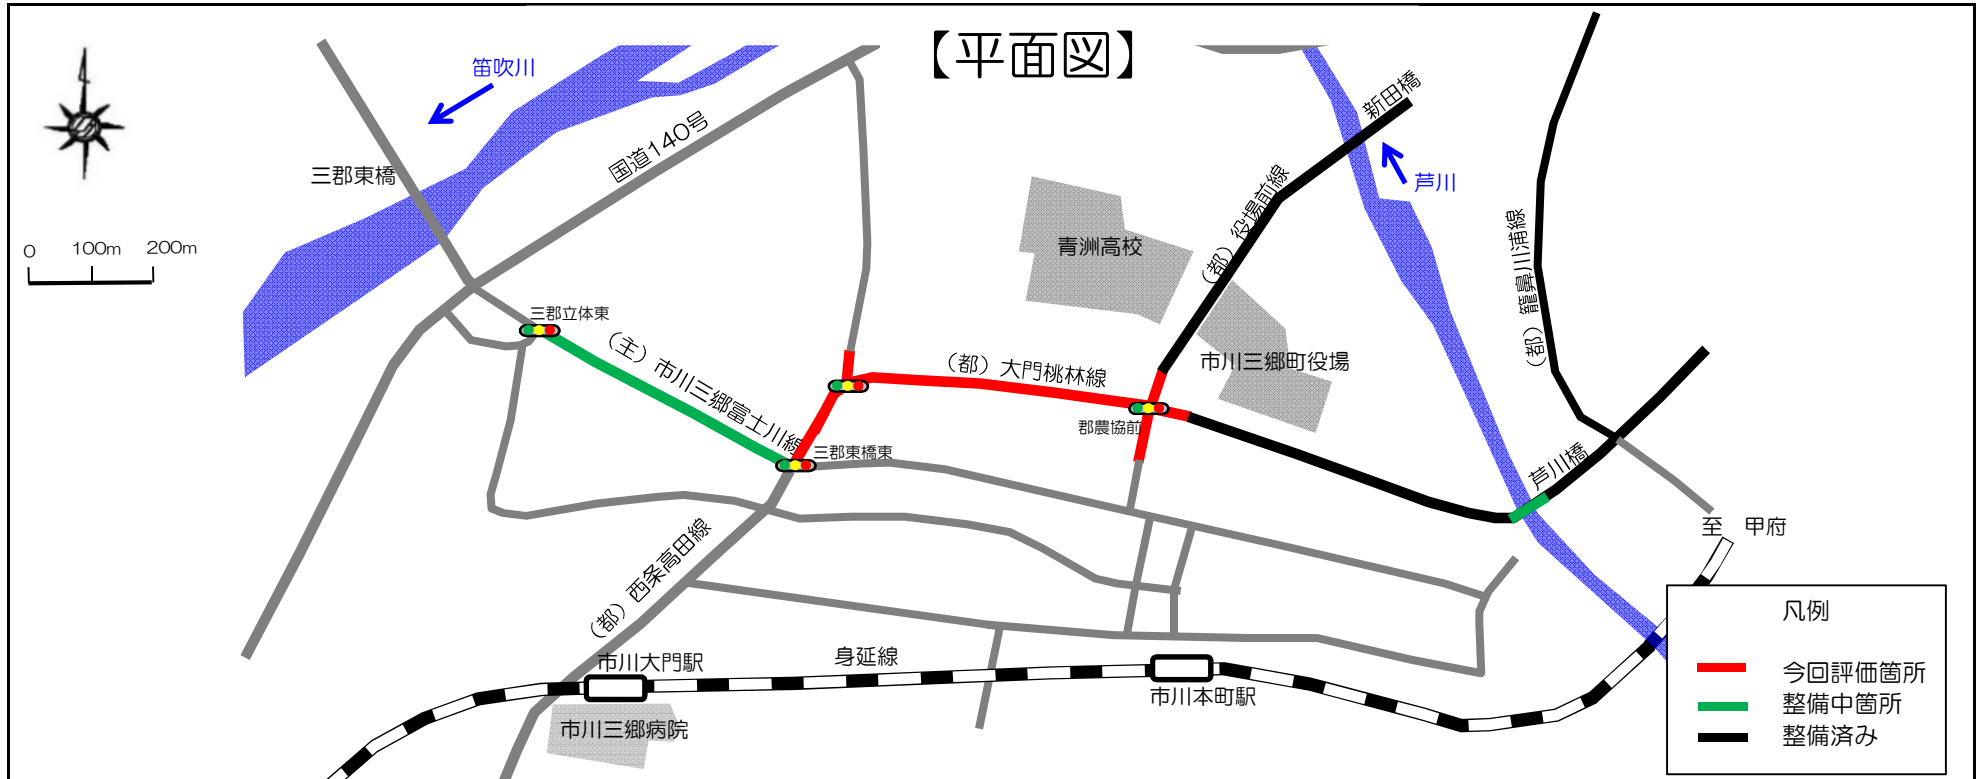 【平面図】
笛吹川
三郡東橋
国道140号
新田橋
芦川
0 100m 200m
青洲高校
(都) 役場前線
(都) 籠鼻川浦線
三郡立体東
(主) 市川三郷富士川線
(都) 大門桃林線
市川三郷町役場
郡農協前
三郡東橋東
芦川橋
至 甲府
(都) 西条高田線
市川大門駅
身延線
市川本町駅
市川三郷病院
凡例
今回評価箇所
整備中箇所
整備済み